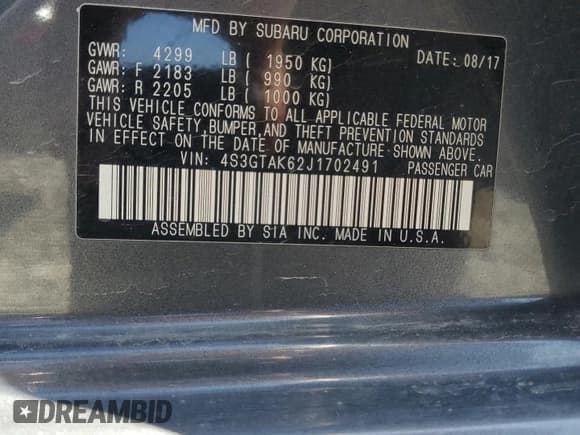 MFD BY SUBARU CORPORATION
GVWR: 4299 LB ( 1950 KG) DATE: 08/17
GAWR: F 2183 LB ( 990 KG)
GAWR: R 2205 LB ( 1000 KG)
THIS VEHICLE CONFORMS TO ALL APPLICABLE FEDERAL MOTOR
VEHICLE SAFETY,BUMPER,AND THEFT PREVENTION STANDARDS
IN EFFECT ON THE DATE OF MANUFACTURE SHOWN ABOVE.
VIN: 4S3GTAK62J1702491 PASSENGER CAR
ASSEMBLED BY SIA INC. MADE IN U.S.A.
DREAMBID